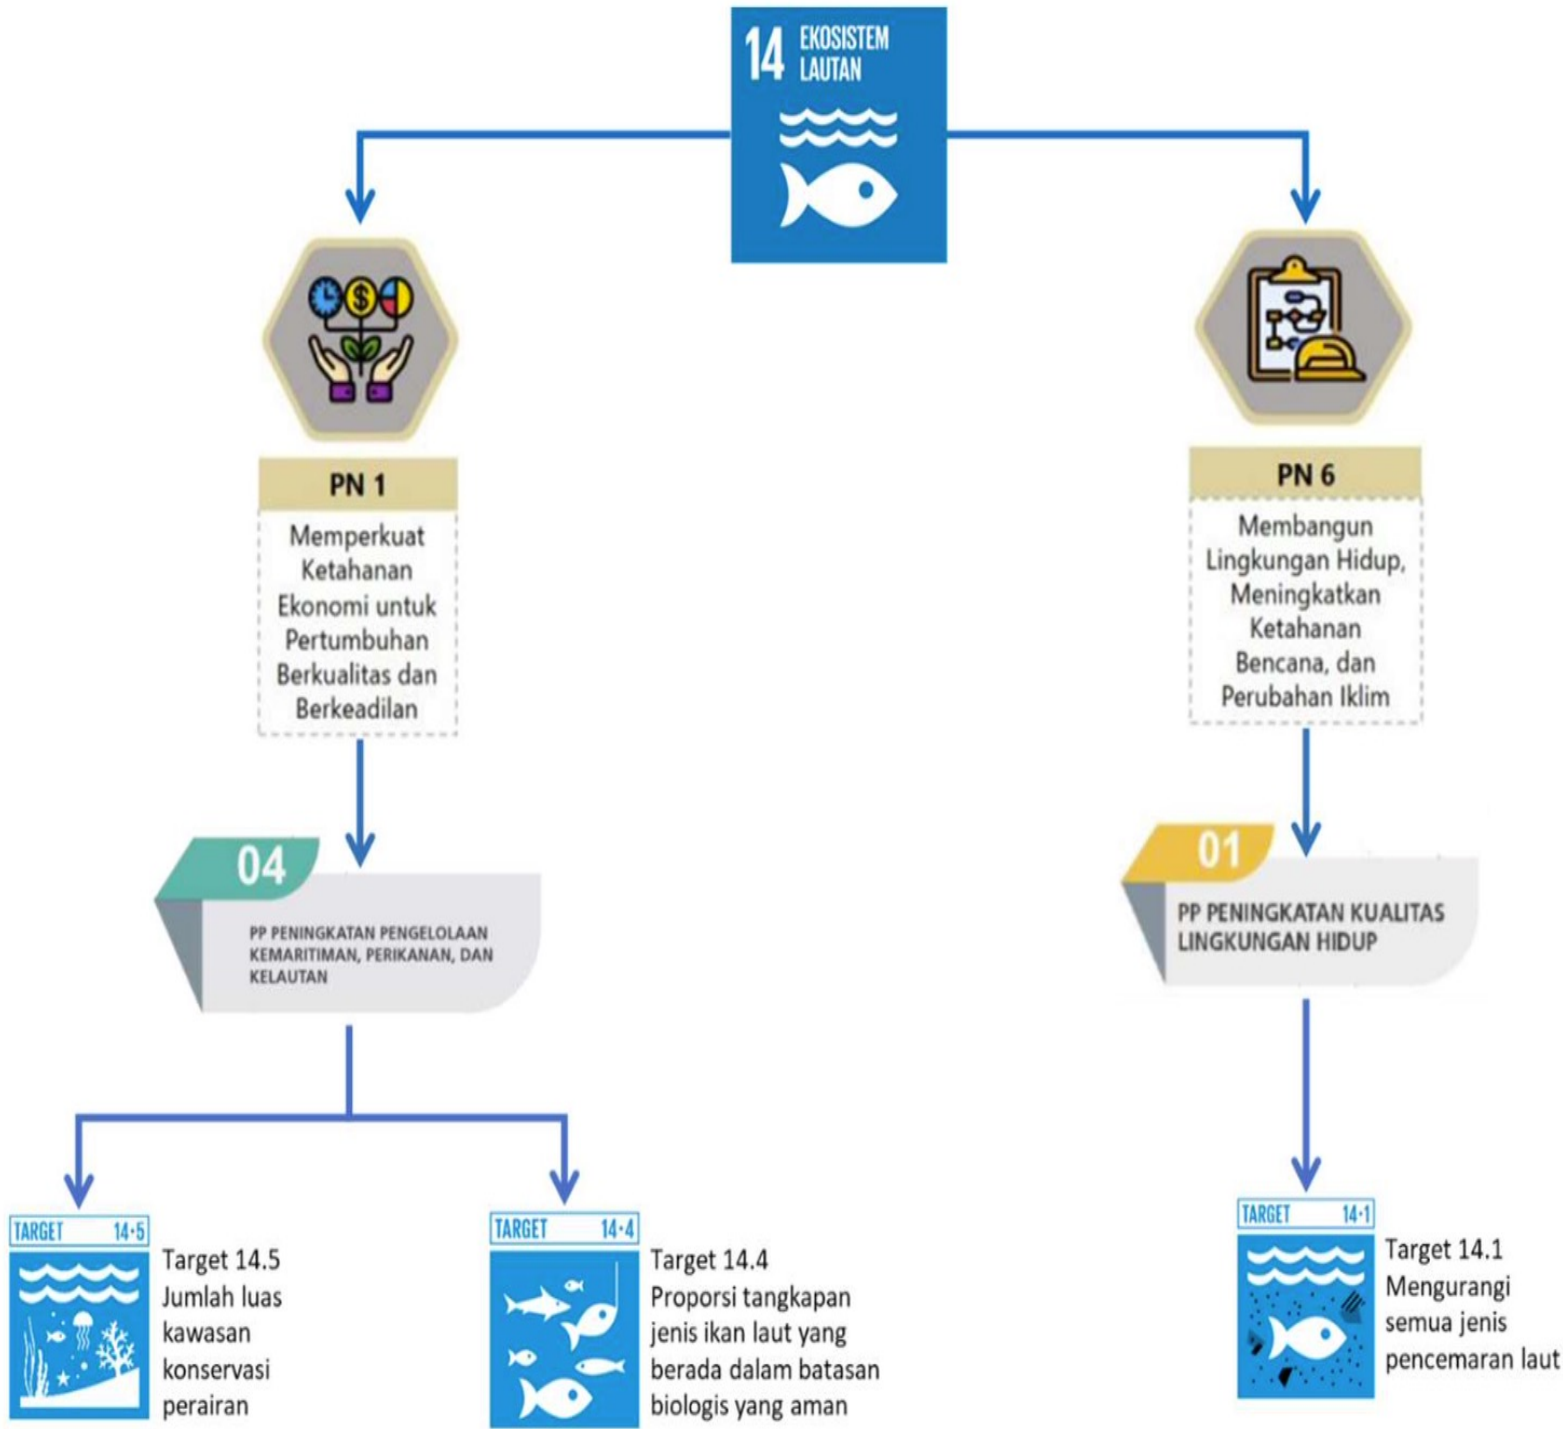 14 EKOSISTEM
LAUTAN
PN 1
Memperkuat
Ketahanan
Ekonomi untuk
Pertumbuhan
Berkualitas dan
Berkeadilan
PN 6
Membangun
Lingkungan Hidup,
Meningkatkan
Ketahanan
Bencana, dan
Perubahan Iklim
04
PP PENINGKATAN PENGELOLAAN
KEMARITIMAN, PERIKANAN, DAN
KELAUTAN
01
PP PENINGKATAN KUALITAS
LINGKUNGAN HIDUP
TARGET 14·5
Target 14.5
Jumlah luas
kawasan
konservasi
perairan
TARGET 14·4
Target 14.4
Proporsi tangkapan
jenis ikan laut yang
berada dalam batasan
biologis yang aman
TARGET 14·1
Target 14.1
Mengurangi
semua jenis
pencemaran laut